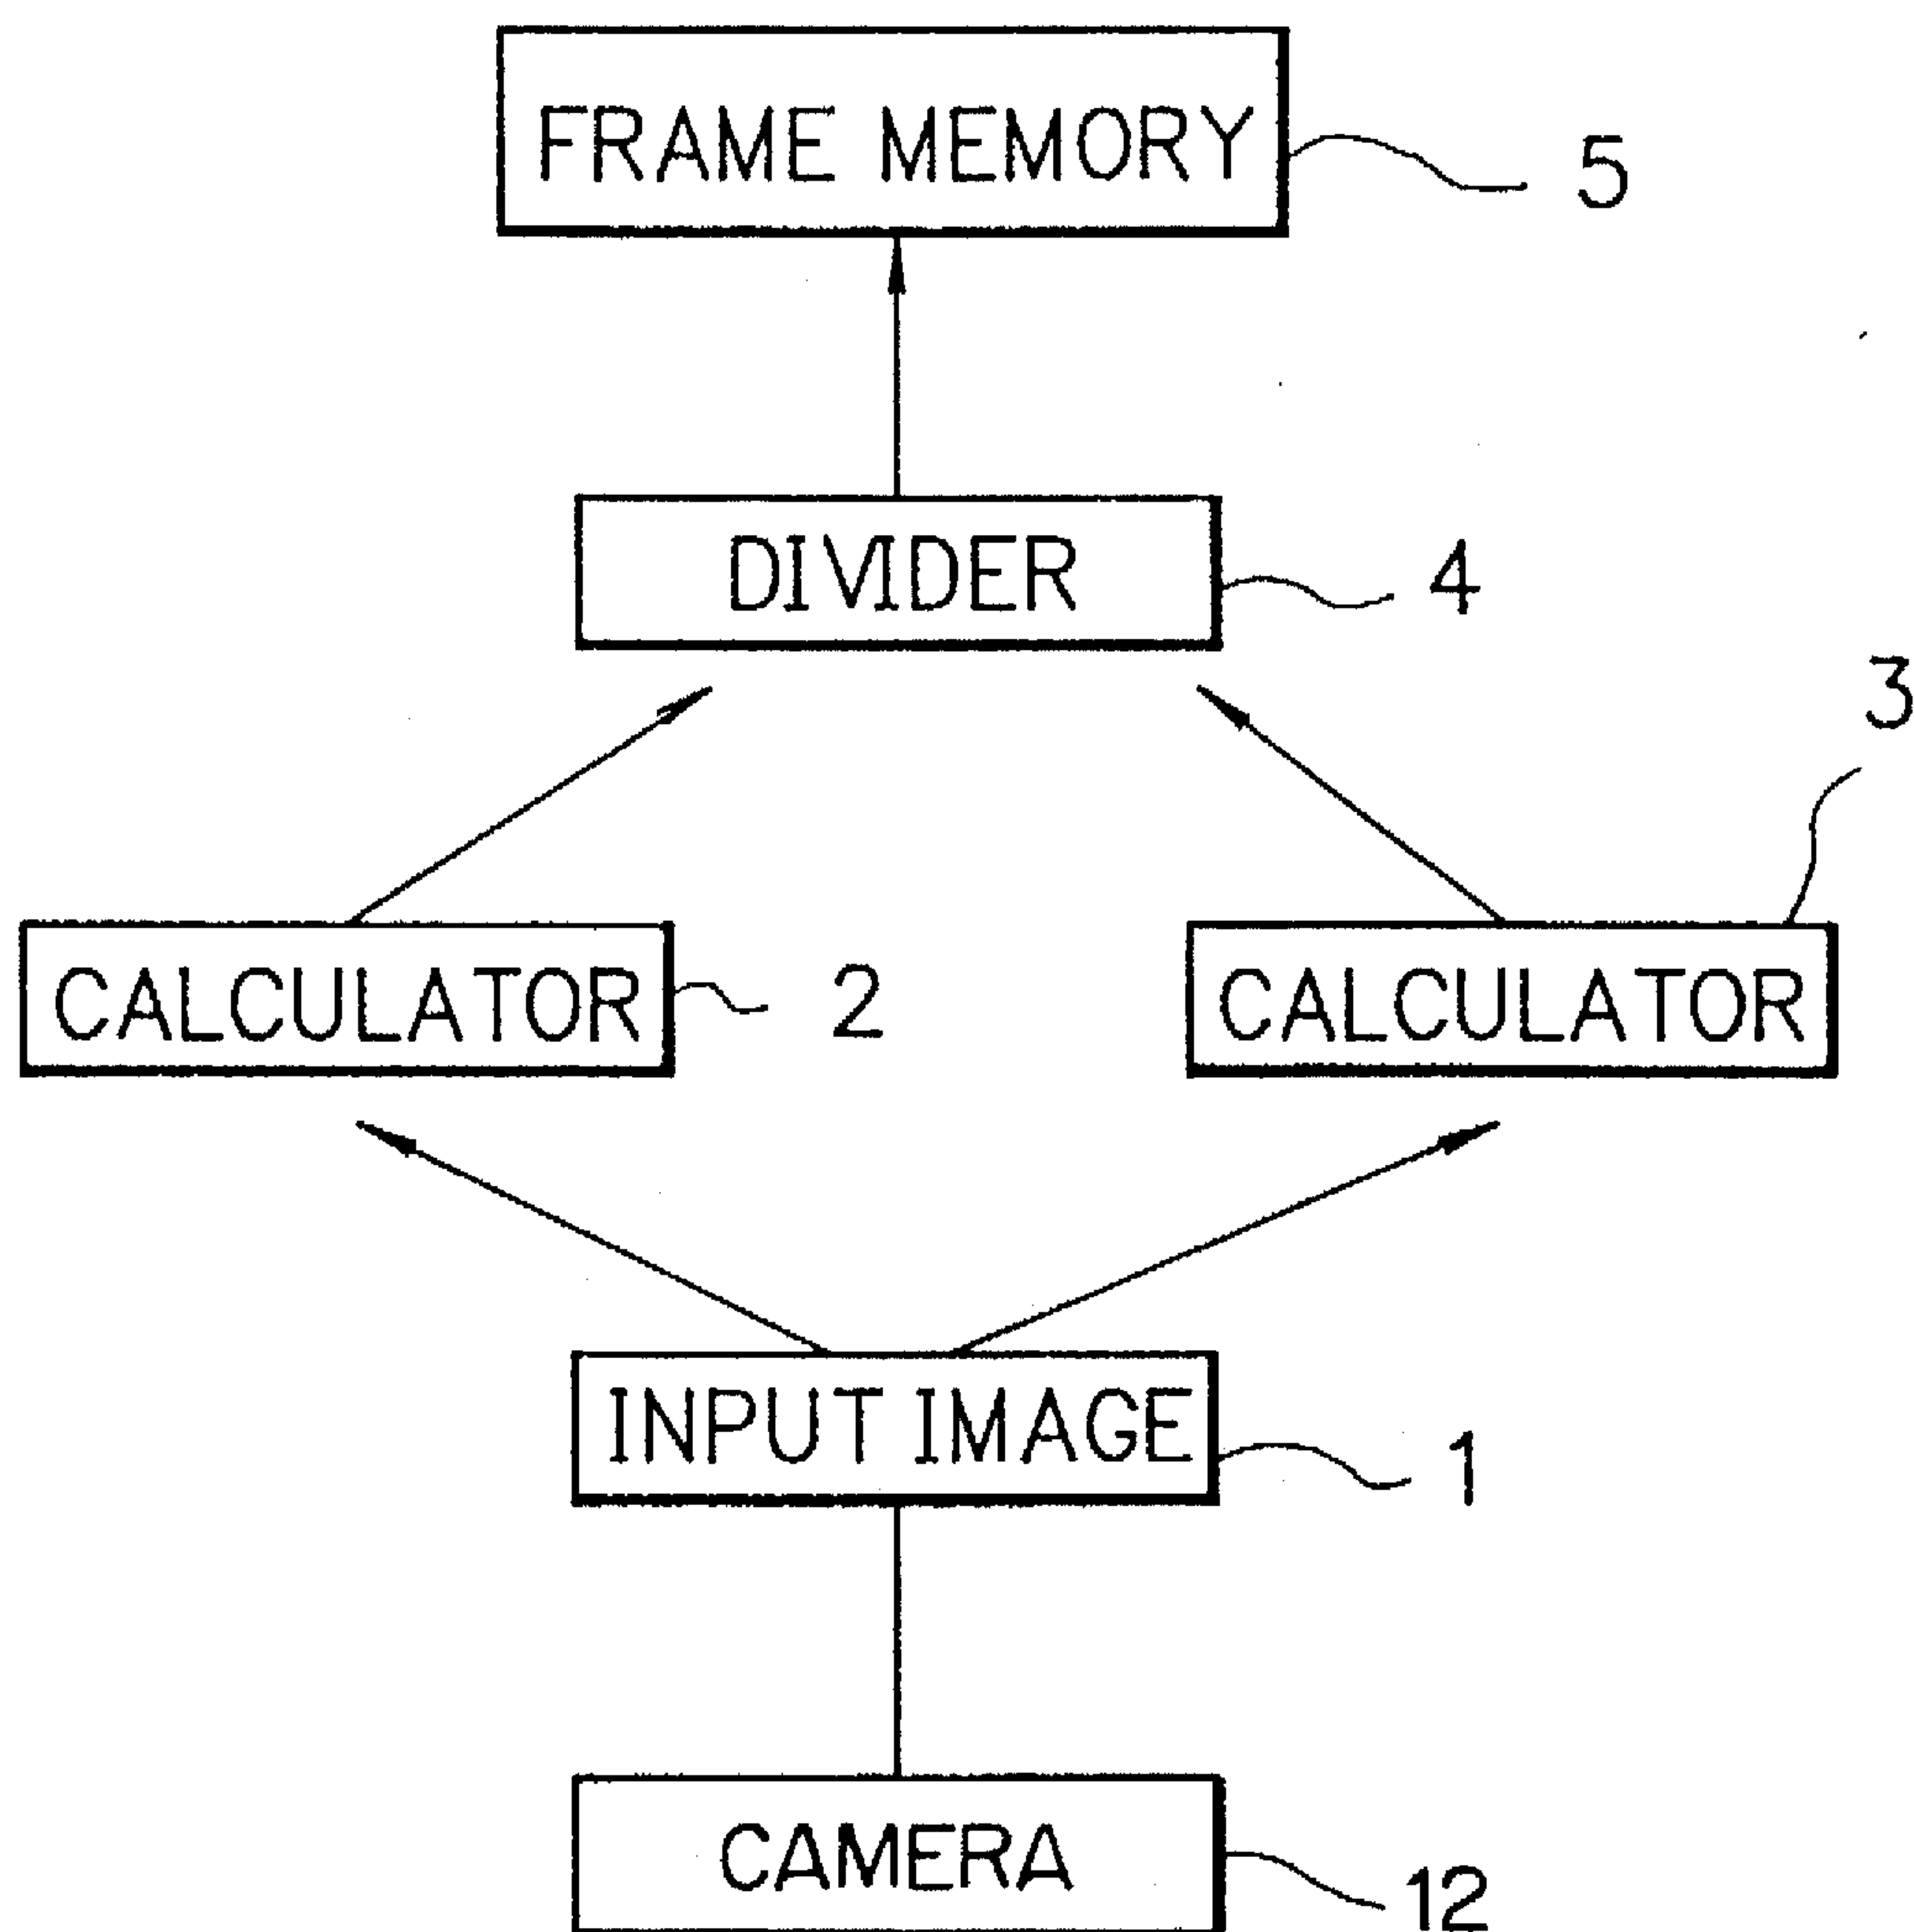 FRAME MEMORY
5
DIVIDER
4
3
CALCULATOR
2
CALCULATOR
INPUT IMAGE
1
CAMERA
12